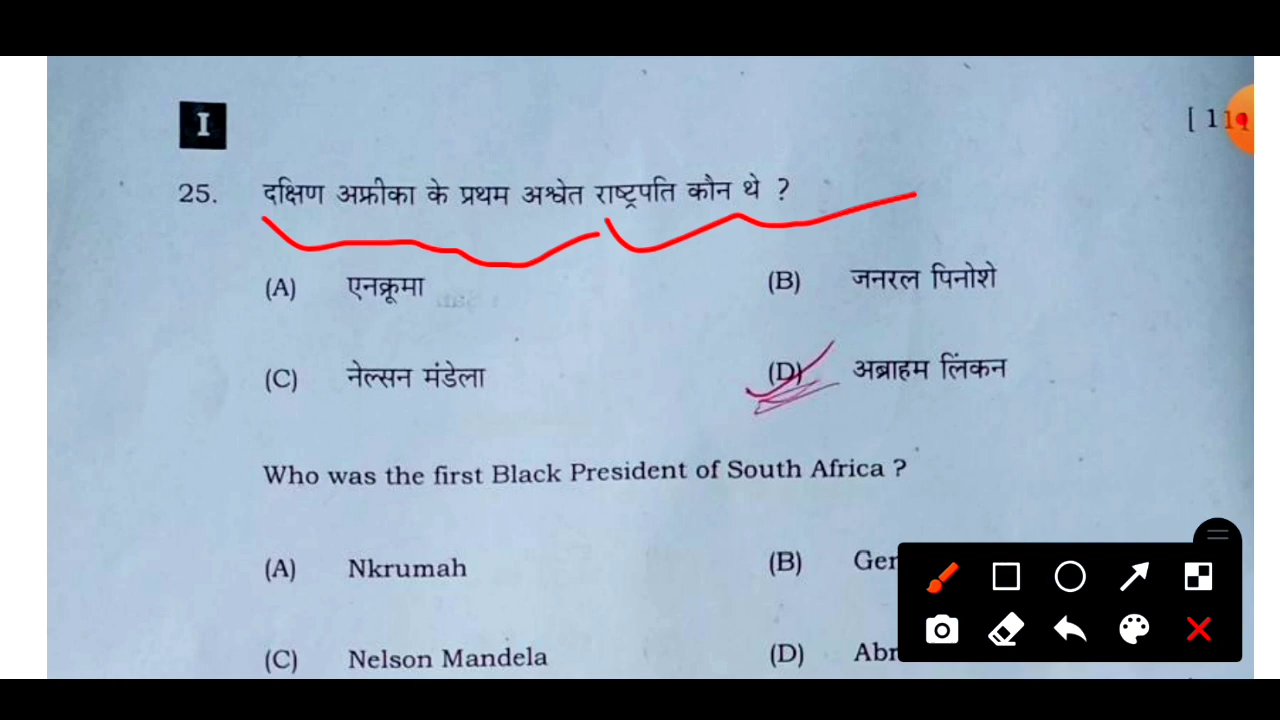 I
[ 1
25. दक्षिण अफ्रीका के प्रथम अश्वेत राष्ट्रपति कौन थे ?
(A) एनक्रूमा (B) जनरल पिनोशे
(C) नेल्सन मंडेला (D) अब्राहम लिंकन
Who was the first Black President of South Africa ?
(A) Nkrumah (B) Ger
(C) Nelson Mandela (D) Abr